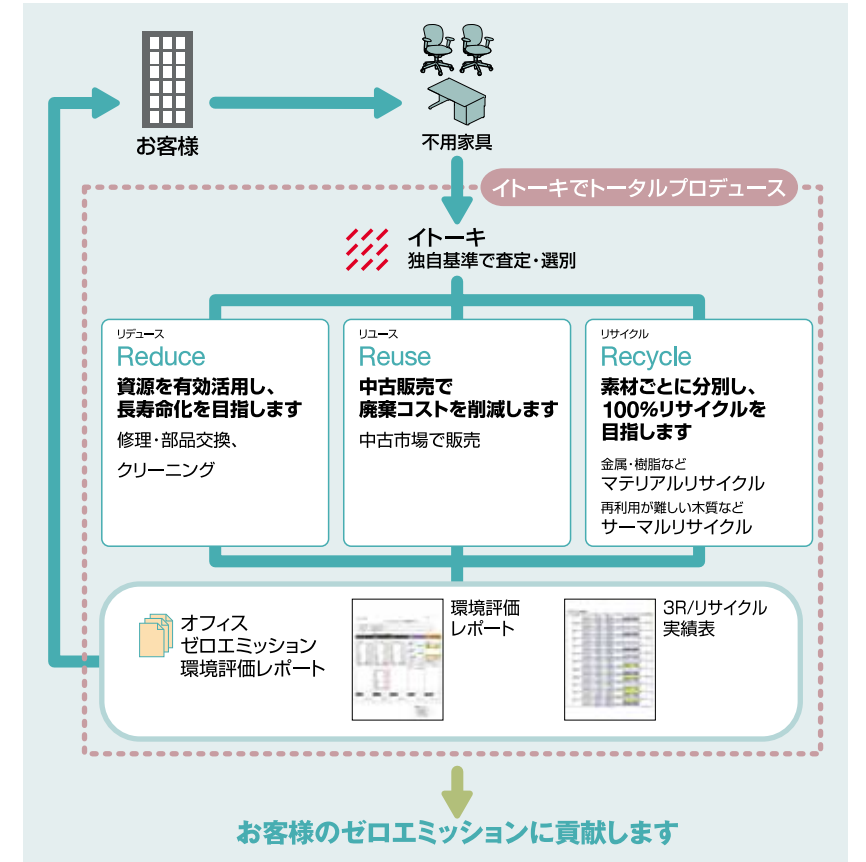 お客様
不用家具
イトーキでトータルプロデュース
イトーキ
独自基準で査定・選別
リデュース
Reduce
資源を有効活用し、
長寿命化を目指します
修理・部品交換、
クリーニング
リユース
Reuse
中古販売で
廃棄コストを削減します
中古市場で販売
リサイクル
Recycle
素材ごとに分別し、
100%リサイクルを
目指します
金属・樹脂など
マテリアルリサイクル
再利用が難しい木質など
サーマルリサイクル
オフィス
ゼロエミッション
環境評価レポート
環境評価
レポート
3R/リサイクル
実績表
お客様のゼロエミッションに貢献します